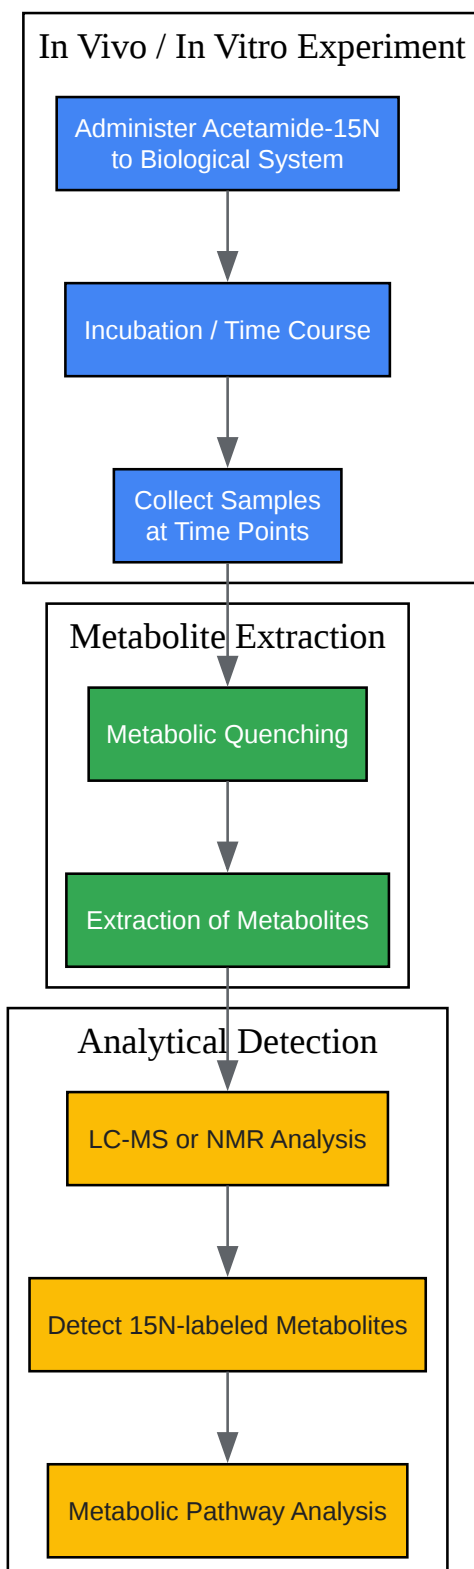 In Vivo / In Vitro Experiment
Administer Acetamide-15N
to Biological System
Incubation / Time Course
Collect Samples
at Time Points
Metabolite Extraction
Metabolic Quenching
Extraction of Metabolites
Analytical Detection
LC-MS or NMR Analysis
Detect 15N-labeled Metabolites
Metabolic Pathway Analysis